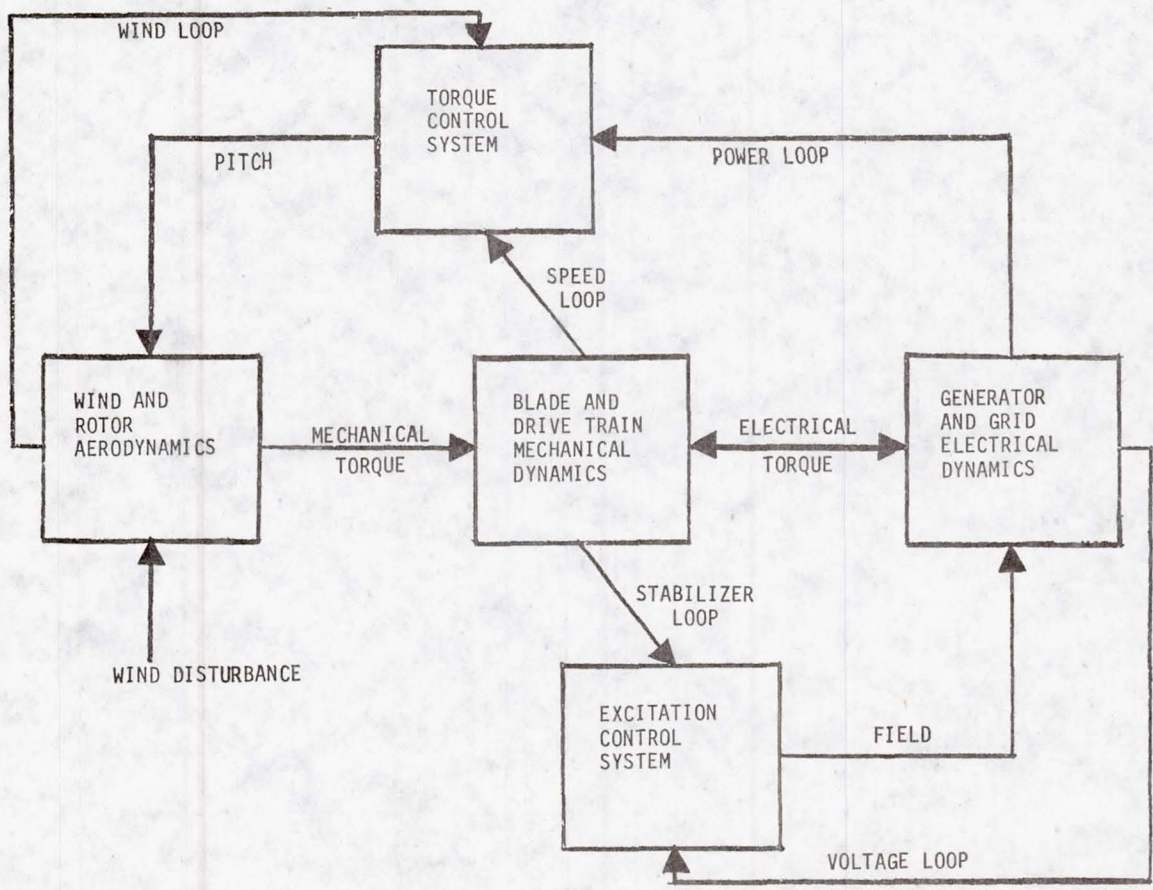 WIND LOOP
TORQUE
CONTROL
SYSTEM
PITCH
POWER LOOP
SPEED
LOOP
WIND AND
ROTOR
AERODYNAMICS
MECHANICAL
TORQUE
BLADE AND
DRIVE TRAIN
MECHANICAL
DYNAMICS
ELECTRICAL
TORQUE
GENERATOR
AND GRID
ELECTRICAL
DYNAMICS
STABILIZER
LOOP
WIND DISTURBANCE
EXCITATION
CONTROL
SYSTEM
FIELD
VOLTAGE LOOP